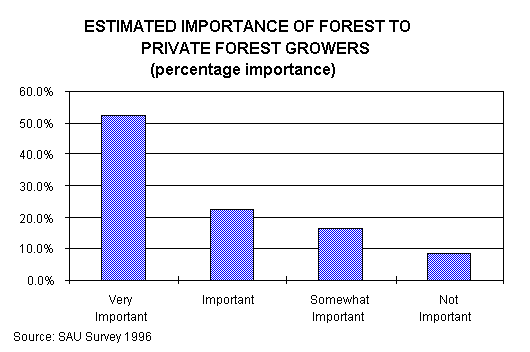 ESTIMATED IMPORTANCE OF FOREST TO
PRIVATE FOREST GROWERS
(percentage importance)
60.0%
50.0%
40.0%
30.0%
20.0%
10.0%
0.0%
Very
Important
Important
Somewhat
Important
Not
Important
Source: SAU Survey 1996